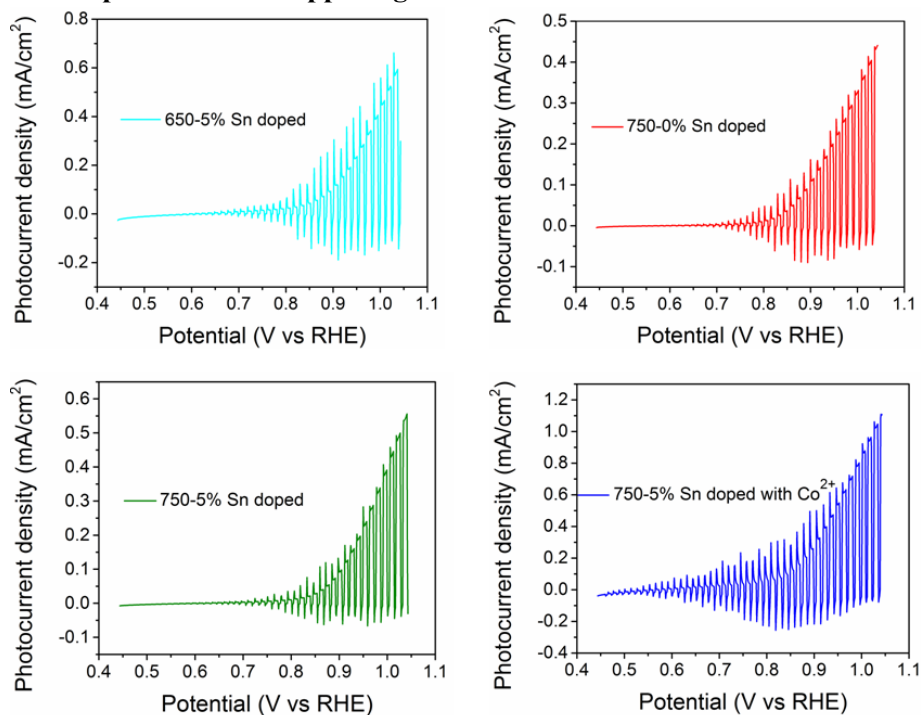 Photocurrent density (mA/cm²)
0.8
0.6
0.4
0.2
0.0
-0.2
650-5% Sn doped
0.4 0.5 0.6 0.7 0.8 0.9 1.0 1.1
Potential (V vs RHE)
Photocurrent density (mA/cm²)
0.5
0.4
0.3
0.2
0.1
0.0
-0.1
750-0% Sn doped
0.4 0.5 0.6 0.7 0.8 0.9 1.0 1.1
Potential (V vs RHE)
Photocurrent density (mA/cm²)
0.6
0.5
0.4
0.3
0.2
0.1
0.0
-0.1
750-5% Sn doped
0.4 0.5 0.6 0.7 0.8 0.9 1.0 1.1
Potential (V vs RHE)
Photocurrent density (mA/cm²)
1.2
1.0
0.8
0.6
0.4
0.2
0.0
-0.2
-0.4
750-5% Sn doped with Co²⁺
0.4 0.5 0.6 0.7 0.8 0.9 1.0 1.1
Potential (V vs RHE)